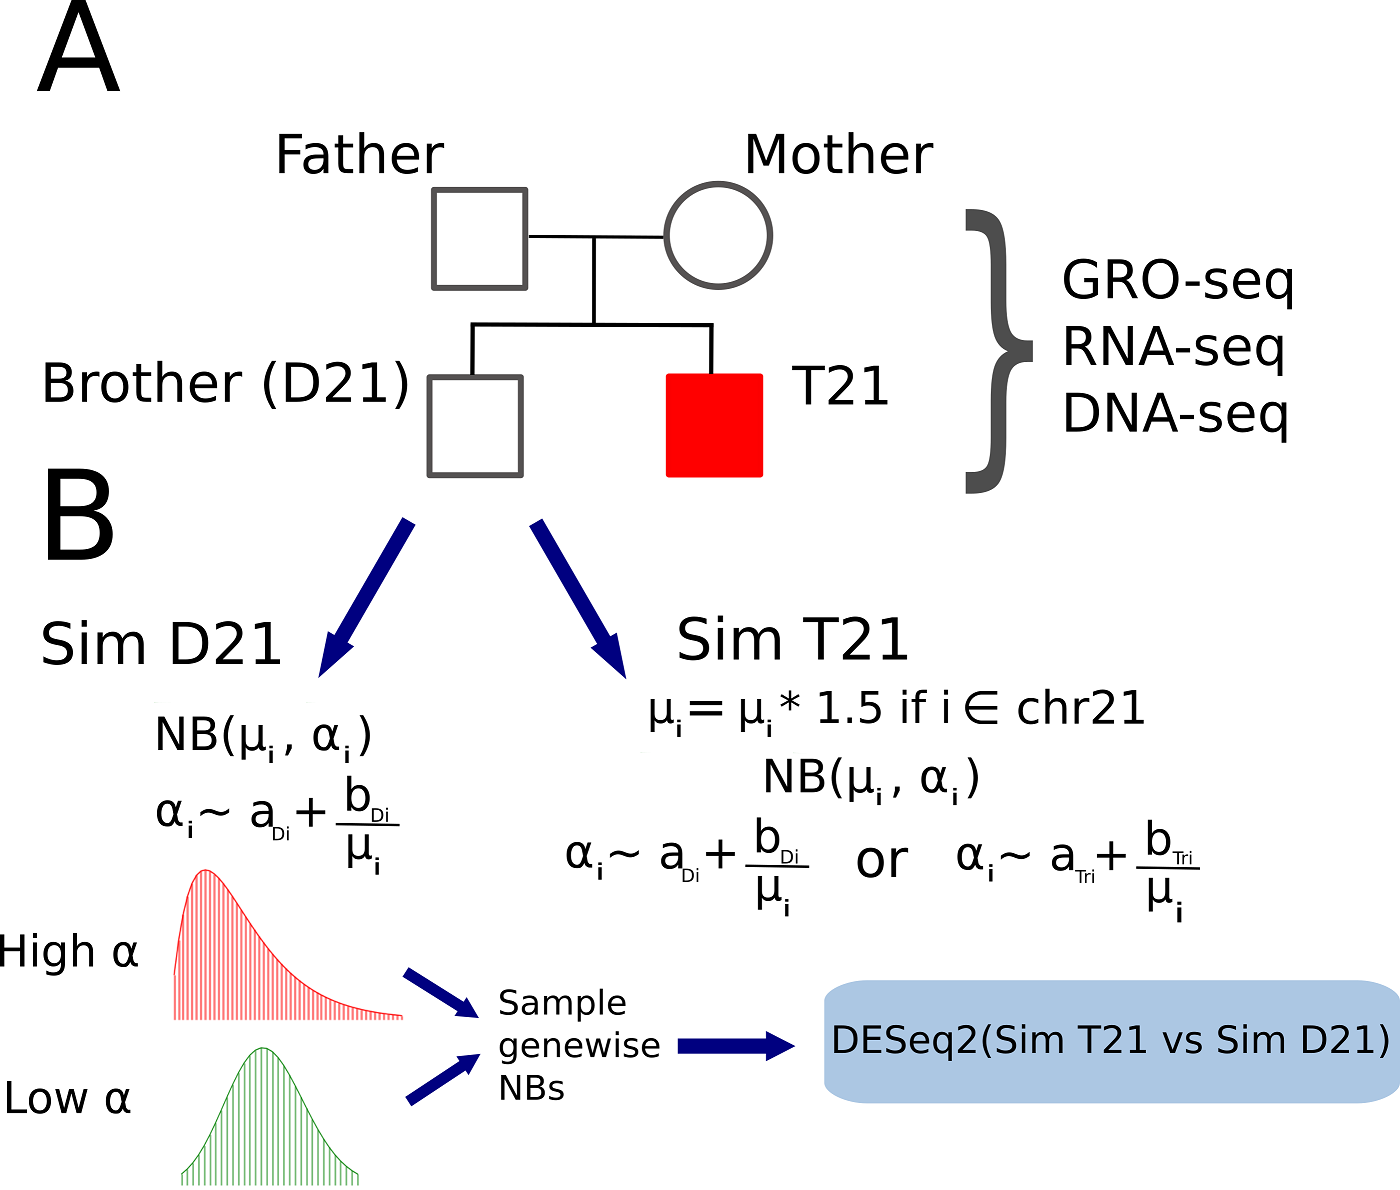 A
Father
Mother
GRO-seq
RNA-seq
DNA-seq
Brother (D21)
T21
B
Sim D21
NB(μi, αi)
αi~ aDi+ bDi/μi
Sim T21
μi= μi* 1.5 if i ∈ chr21
NB(μi, αi)
αi~ aDi+ bDi/μi or αi~ aTri+ bTri/μi
High α
Low α
Sample
genewise
NBs
DESeq2(Sim T21 vs Sim D21)